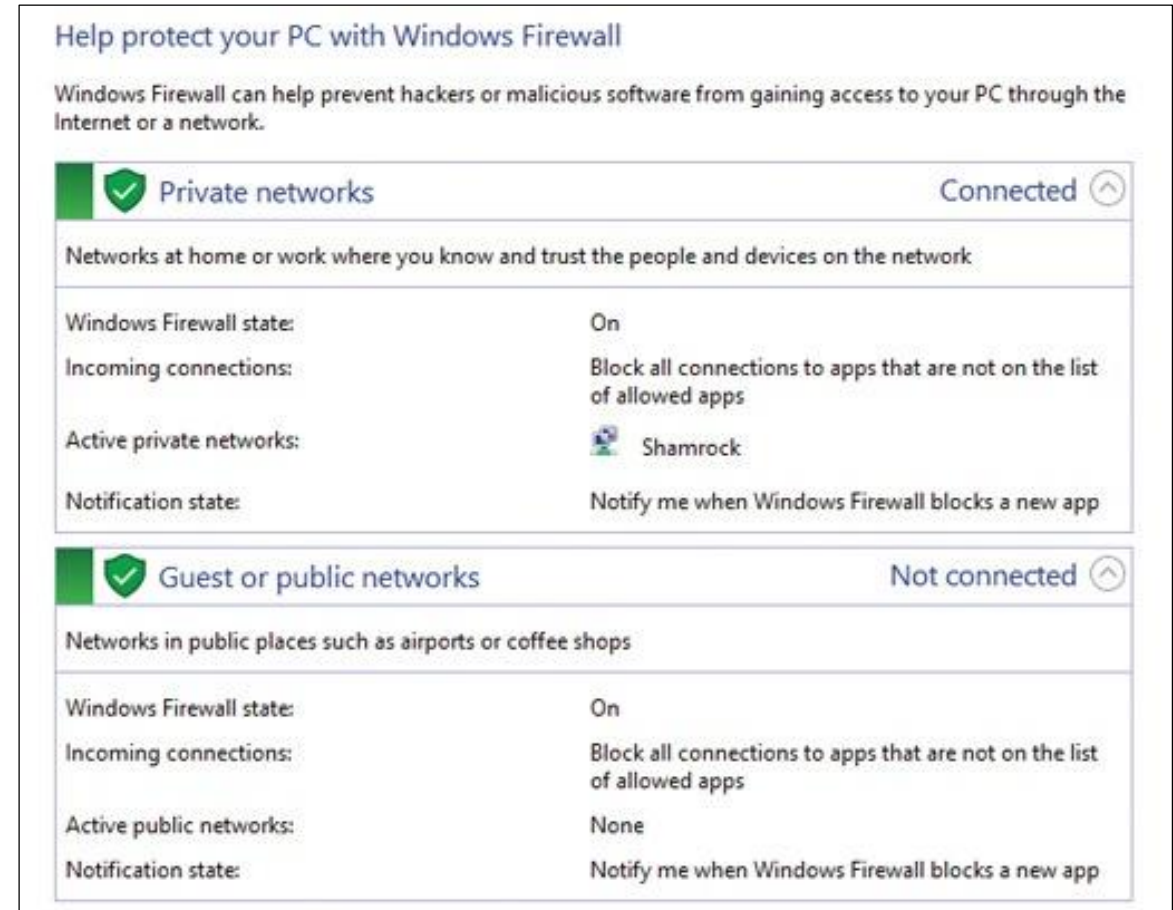 Help protect your PC with Windows Firewall
Windows Firewall can help prevent hackers or malicious software from gaining access to your PC through the
Internet or a network.
Private networks Connected
Networks at home or work where you know and trust the people and devices on the network
Windows Firewall state: On
Incoming connections: Block all connections to apps that are not on the list
of allowed apps
Active private networks: Shamrock
Notification state: Notify me when Windows Firewall blocks a new app
Guest or public networks Not connected
Networks in public places such as airports or coffee shops
Windows Firewall state: On
Incoming connections: Block all connections to apps that are not on the list
of allowed apps
Active public networks: None
Notification state: Notify me when Windows Firewall blocks a new app